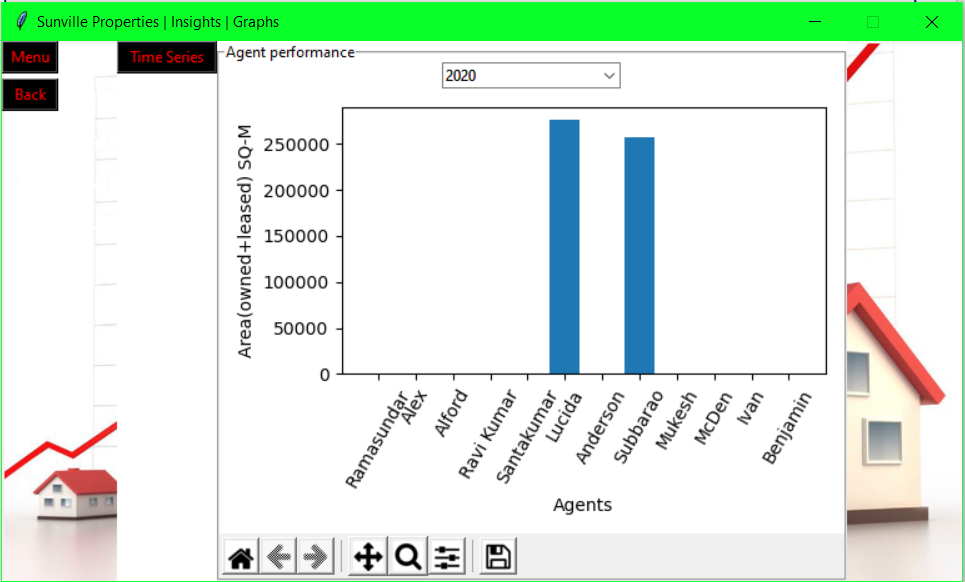 Sunville Properties | Insights | Graphs
Menu
Time Series
Back
Agent performance
2020
Area(owned+leased) SQ-M
250000
200000
150000
100000
50000
0
Ramasundar
Alex
Alford
Ravi Kumar
Santakumar
Lucida
Anderson
Subbarao
Mukesh
McDen
Ivan
Benjamin
Agents